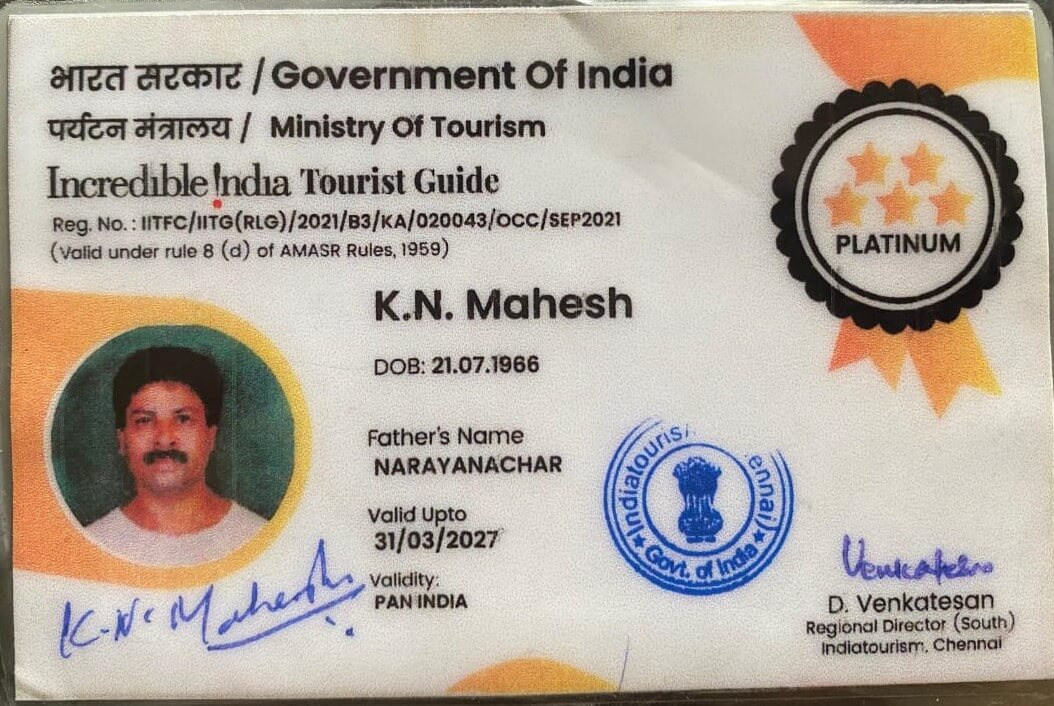 भारत सरकार / Government Of India
पर्यटन मंत्रालय / Ministry Of Tourism
Incredible !ndia Tourist Guide
Reg. No. : IITFC/IITG(RLG)/2021/B3/KA/020043/OCC/SEP2021
(Valid under rule 8 (d) of AMASR Rules, 1959)
PLATINUM
K.N. Mahesh
DOB: 21.07.1966
Father's Name
NARAYANACHAR
Valid Upto
31/03/2027
Validity:
PAN INDIA
K.N. Mahesh
Indiatouris
ennai)
Govt. of India
Venkatesan
D. Venkatesan
Regional Director (South)
Indiatourism, Chennai